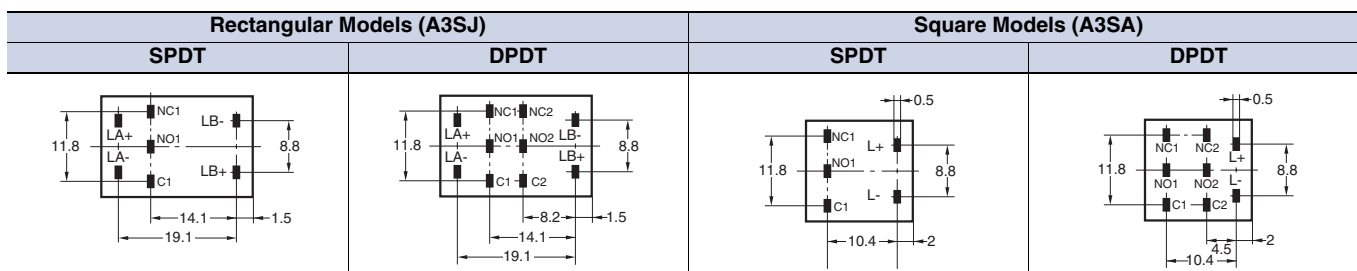 Rectangular Models (A3SJ) Square Models (A3SA)
SPDT DPDT SPDT DPDT
NC1
LA+ LB-
11.8 NO1 8.8
LA- LB+
C1
14.1 1.5
19.1
NC1 NC2
LA+ LB-
11.8 NO1 NO2 8.8
LA- LB+
C1 C2
8.2 1.5
14.1
19.1
0.5
NC1 L+
11.8 NO1 8.8
L-
C1
10.4 2
0.5
NC1 NC2 L+
11.8 8.8
NO1 NO2 L-
C1 C2
4.5 2
10.4